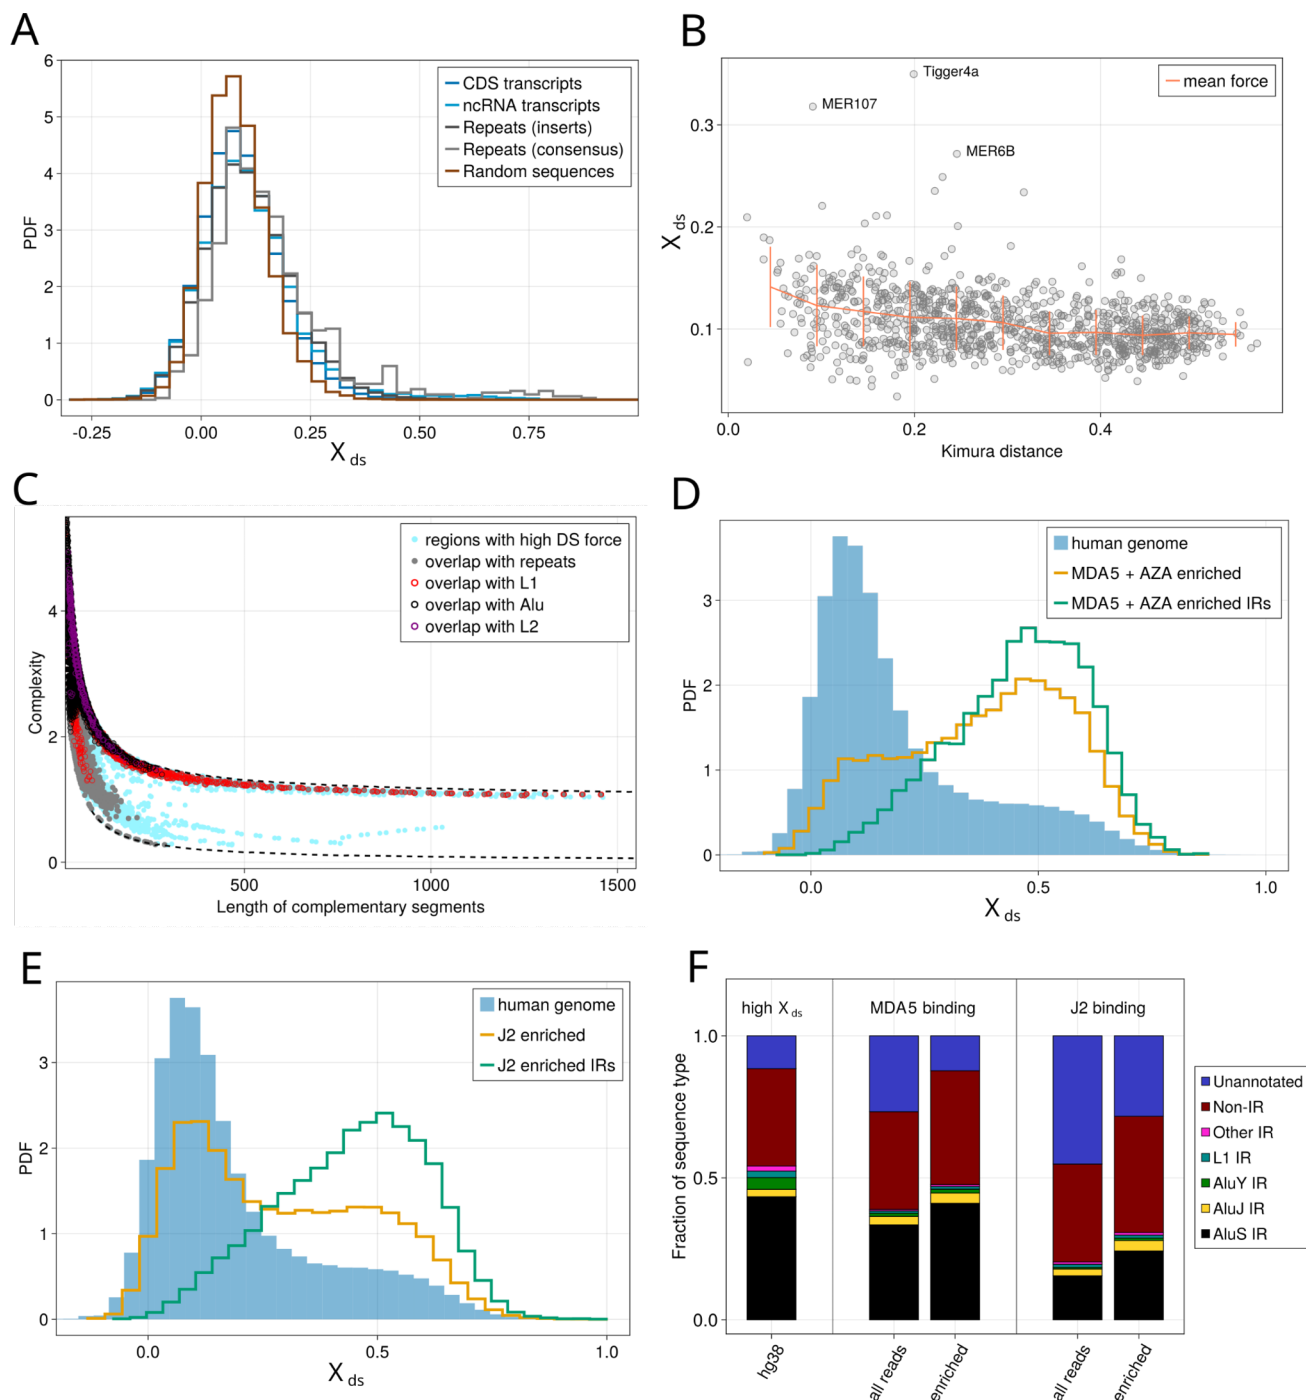 A
6
5
4
3
2
1
0
PDF
-0.25
0.00
0.25
0.50
0.75
X ds
CDS transcripts
ncRNA transcripts
Repeats (inserts)
Repeats (consensus)
Random sequences
B
Tigger4a
MER107
MER6B
mean force
0.3
0.2
0.1
X ds
0.0
0.2
0.4
Kimura distance
C
regions with high DS force
overlap with repeats
overlap with L1
overlap with Alu
overlap with L2
4
2
0
Complexity
500
1000
1500
Length of complementary segments
D
human genome
MDA5 + AZA enriched
MDA5 + AZA enriched IRs
3
2
1
0
PDF
0.0
0.5
1.0
X ds
E
human genome
J2 enriched
J2 enriched IRs
3
2
1
0
PDF
0.0
0.5
1.0
X ds
F
high X ds
MDA5 binding
J2 binding
1.0
0.5
0.0
Fraction of sequence type
hg38
all reads
enriched
all reads
enriched
Unannotated
Non-IR
Other IR
L1 IR
AluY IR
AluJ IR
AluS IR